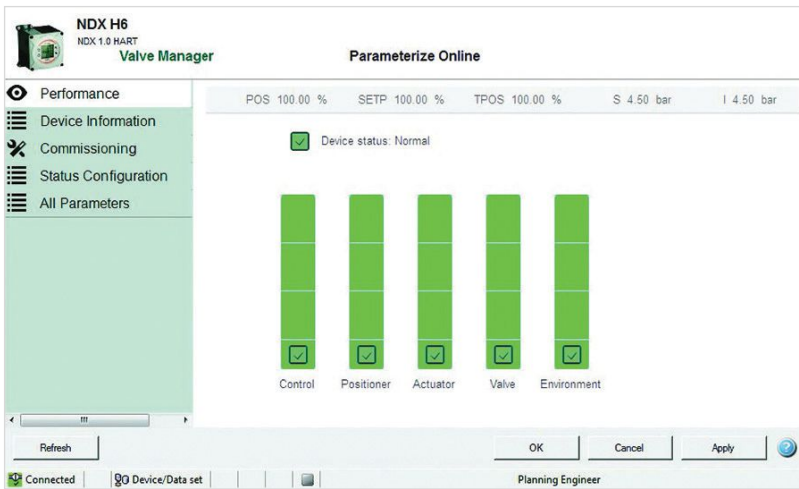 NDX H6
NDX 1.0 HART
Valve Manager
Parameterize Online
Performance
Device Information
Commissioning
Status Configuration
All Parameters
POS 100.00 % SETP 100.00 % TPOS 100.00 % S 4.50 bar I 4.50 bar
Device status: Normal
Control Positioner Actuator Valve Environment
Refresh OK Cancel Apply ?
Connected Device/Data set Planning Engineer